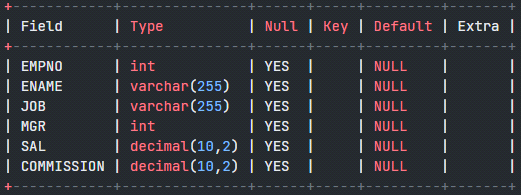 +-------------+---------------+------+-----+---------+-------+
| Field | Type | Null | Key | Default | Extra |
+-------------+---------------+------+-----+---------+-------+
| EMPNO | int | YES | | NULL | |
| ENAME | varchar(255) | YES | | NULL | |
| JOB | varchar(255) | YES | | NULL | |
| MGR | int | YES | | NULL | |
| SAL | decimal(10,2) | YES | | NULL | |
| COMMISSION | decimal(10,2) | YES | | NULL | |
+-------------+---------------+------+-----+---------+-------+